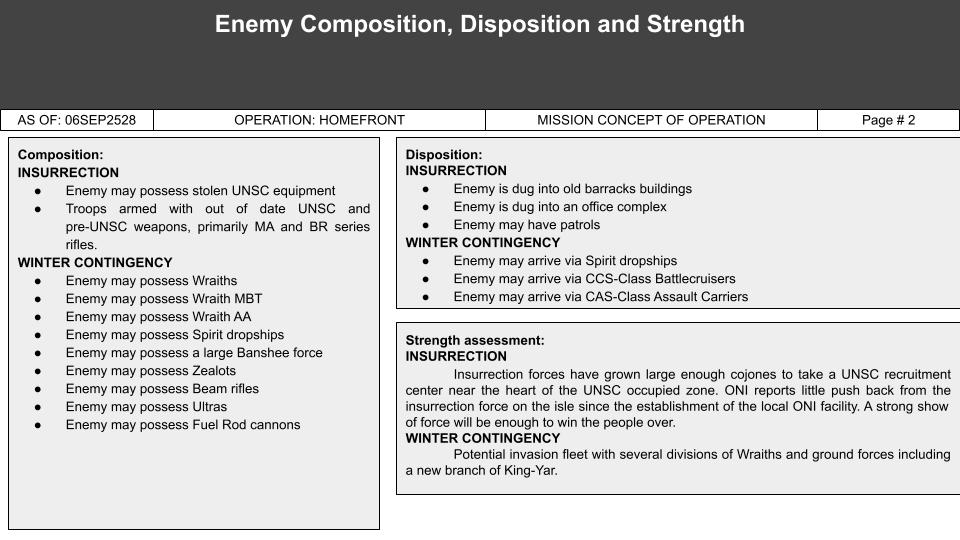 Enemy Composition, Disposition and Strength
AS OF: 06SEP2528
OPERATION: HOMEFRONT
MISSION CONCEPT OF OPERATION
Page # 2
Composition:
INSURRECTION
● Enemy may possess stolen UNSC equipment
● Troops armed with out of date UNSC and
pre-UNSC weapons, primarily MA and BR series
rifles.
WINTER CONTINGENCY
● Enemy may possess Wraiths
● Enemy may possess Wraith MBT
● Enemy may possess Wraith AA
● Enemy may possess Spirit dropships
● Enemy may possess a large Banshee force
● Enemy may possess Zealots
● Enemy may possess Beam rifles
● Enemy may possess Ultras
● Enemy may possess Fuel Rod cannons
Disposition:
INSURRECTION
● Enemy is dug into old barracks buildings
● Enemy is dug into an office complex
● Enemy may have patrols
WINTER CONTINGENCY
● Enemy may arrive via Spirit dropships
● Enemy may arrive via CCS-Class Battlecruisers
● Enemy may arrive via CAS-Class Assault Carriers
Strength assessment:
INSURRECTION
Insurrection forces have grown large enough cojones to take a UNSC recruitment
center near the heart of the UNSC occupied zone. ONI reports little push back from the
insurrection force on the isle since the establishment of the local ONI facility. A strong show
of force will be enough to win the people over.
WINTER CONTINGENCY
Potential invasion fleet with several divisions of Wraiths and ground forces including
a new branch of King-Yar.